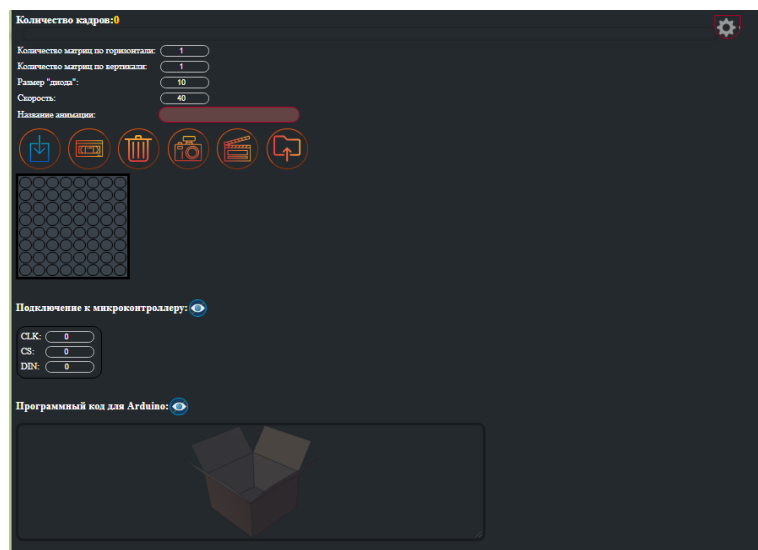 Количество кадров:0
Количество матриц по горизонтали: 1
Количество матриц по вертикали: 1
Размер "диода": 10
Скорость: 40
Название анимации:
Подключение к микроконтроллеру:
CLK: 0
CS: 0
DIN: 0
Программный код для Arduino: